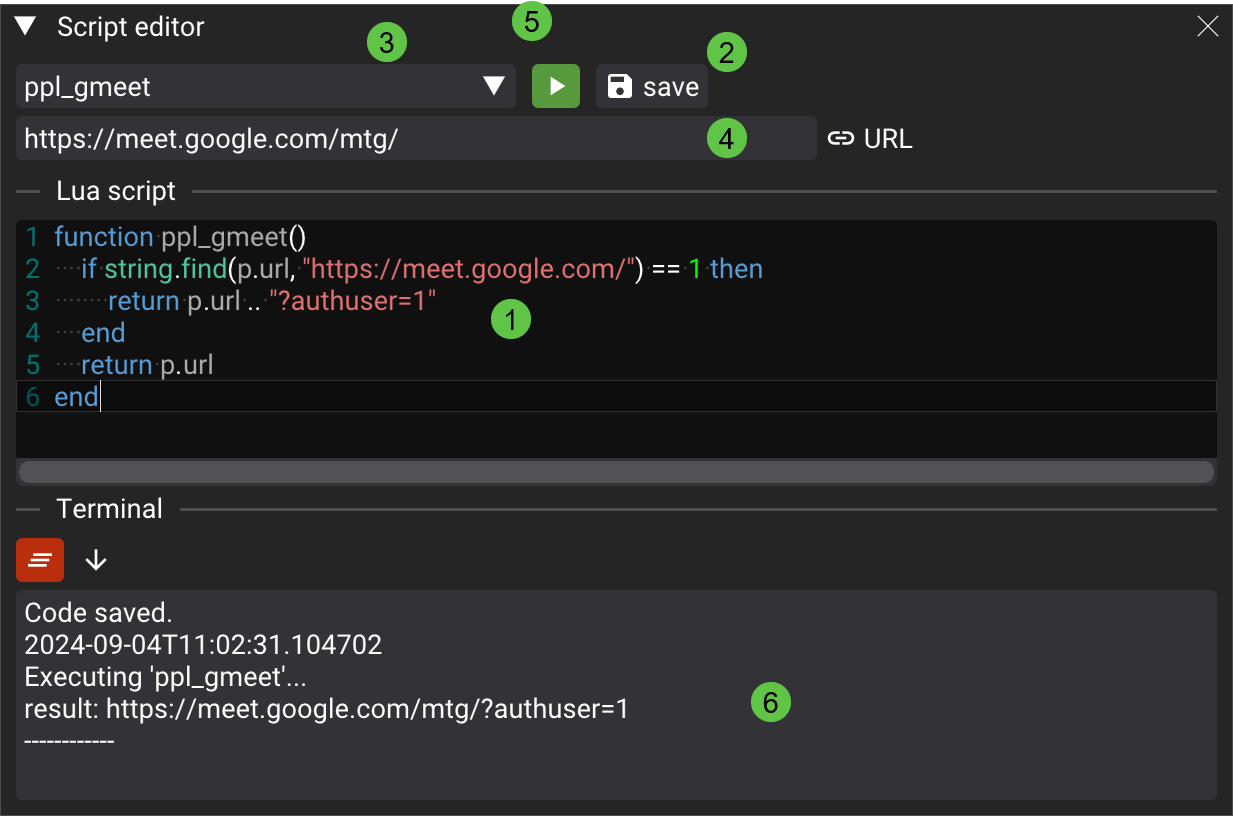 Script editor
5
3
2
ppl_gmeet
save
https://meet.google.com/mtg/
4
URL
Lua script
1 function ppl_gmeet()
2 ····if string.find(p.url, "https://meet.google.com/") == 1 then
3 ········return p.url .. "?authuser=1"
1
4 ····end
5 ····return p.url
6 end
Terminal
Code saved.
2024-09-04T11:02:31.104702
Executing 'ppl_gmeet'...
result: https://meet.google.com/mtg/?authuser=1
6
------------